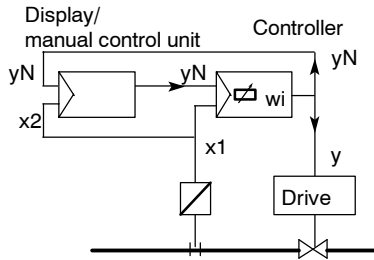 Display/
manual control unit
Controller
yN
yN
yN
wi
x2
x1
y
Drive